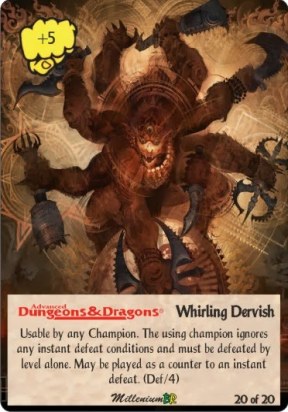 +5
Advanced
Dungeons & Dragons® Whirling Dervish
Usable by any Champion. The using champion ignores
any instant defeat conditions and must be defeated by
level alone. May be played as a counter to an instant
defeat. (Def/4)
Millenium ER 20 of 20